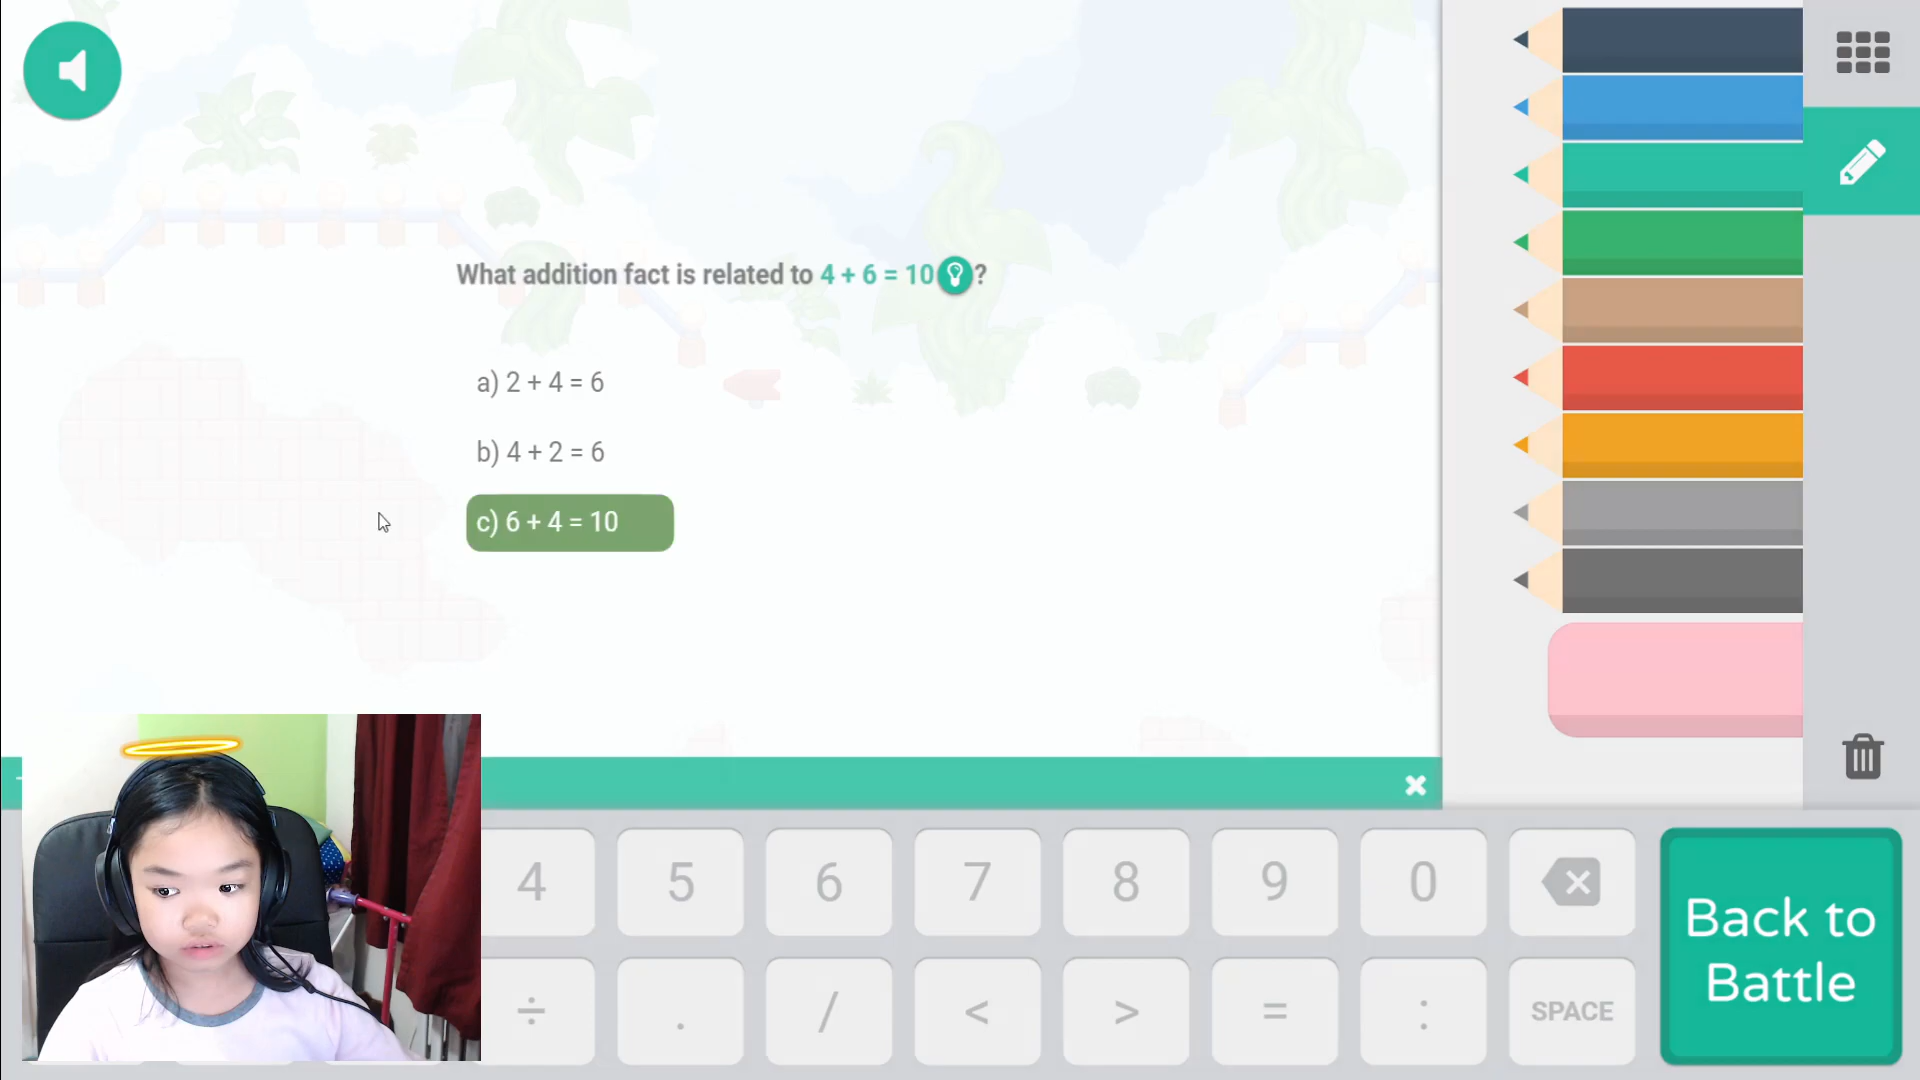 What addition fact is related to 4 + 6 = 10 ?
a) 2 + 4 = 6
b) 4 + 2 = 6
c) 6 + 4 = 10
4 5 6 7 8 9 0
÷ . / < > = : SPACE
Back to
Battle